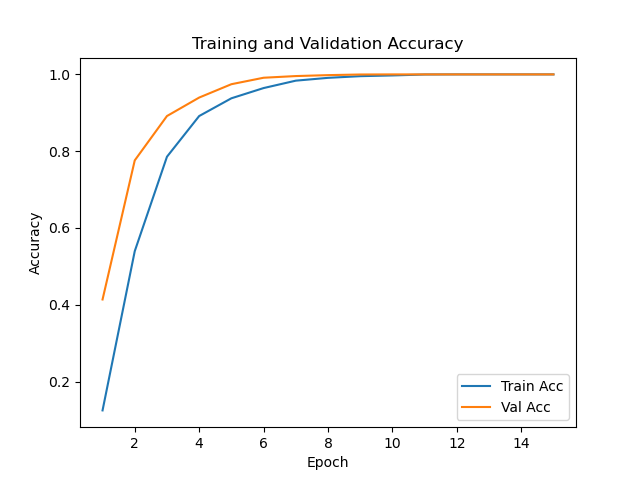 Training and Validation Accuracy
1.0
0.8
0.6
0.4
0.2
Accuracy
Train Acc
Val Acc
2 4 6 8 10 12 14
Epoch